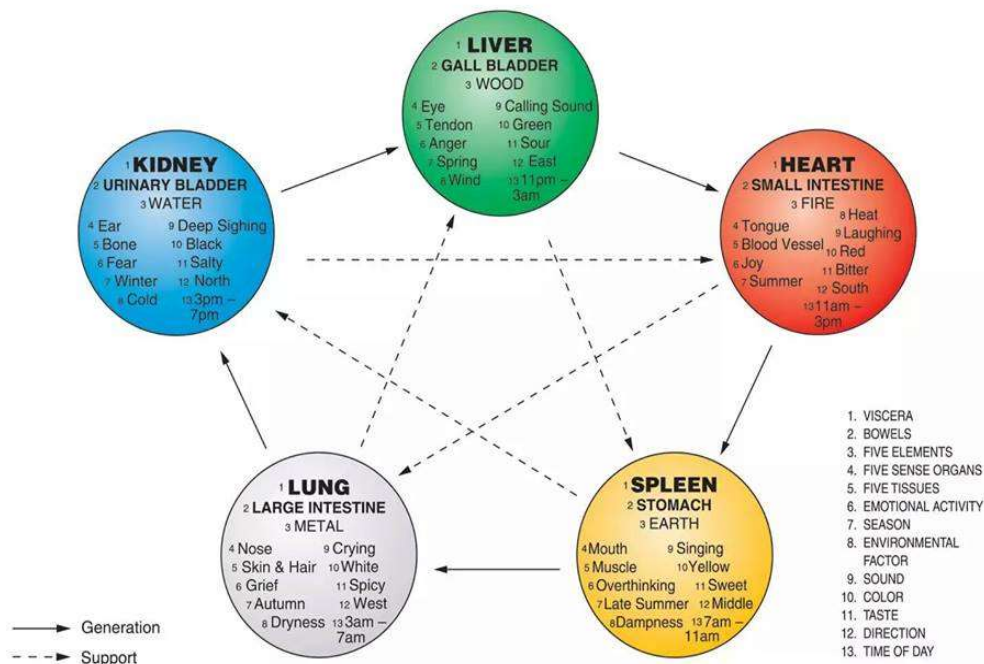 1 LIVER
2 GALL BLADDER
3 WOOD
4 Eye
5 Tendon
6 Anger
7 Spring
8 Wind
9 Calling Sound
10 Green
11 Sour
12 East
13 11pm –
3am
1 KIDNEY
2 URINARY BLADDER
3 WATER
4 Ear
5 Bone
6 Fear
7 Winter
8 Cold
9 Deep Sighing
10 Black
11 Salty
12 North
13 3pm –
7pm
1 HEART
2 SMALL INTESTINE
3 FIRE
4 Tongue
5 Blood Vessel
6 Joy
7 Summer
8 Heat
9 Laughing
10 Red
11 Bitter
12 South
13 11am –
3pm
1 LUNG
2 LARGE INTESTINE
3 METAL
4 Nose
5 Skin & Hair
6 Grief
7 Autumn
8 Dryness
9 Crying
10 White
11 Spicy
12 West
13 3am –
7am
1 SPLEEN
2 STOMACH
3 EARTH
4 Mouth
5 Muscle
6 Overthinking
7 Late Summer
8 Dampness
9 Singing
10 Yellow
11 Sweet
12 Middle
13 7am –
11am
1. VISCERA
2. BOWELS
3. FIVE ELEMENTS
4. FIVE SENSE ORGANS
5. FIVE TISSUES
6. EMOTIONAL ACTIVITY
7. SEASON
8. ENVIRONMENTAL
FACTOR
9. SOUND
10. COLOR
11. TASTE
12. DIRECTION
13. TIME OF DAY
Generation
Support